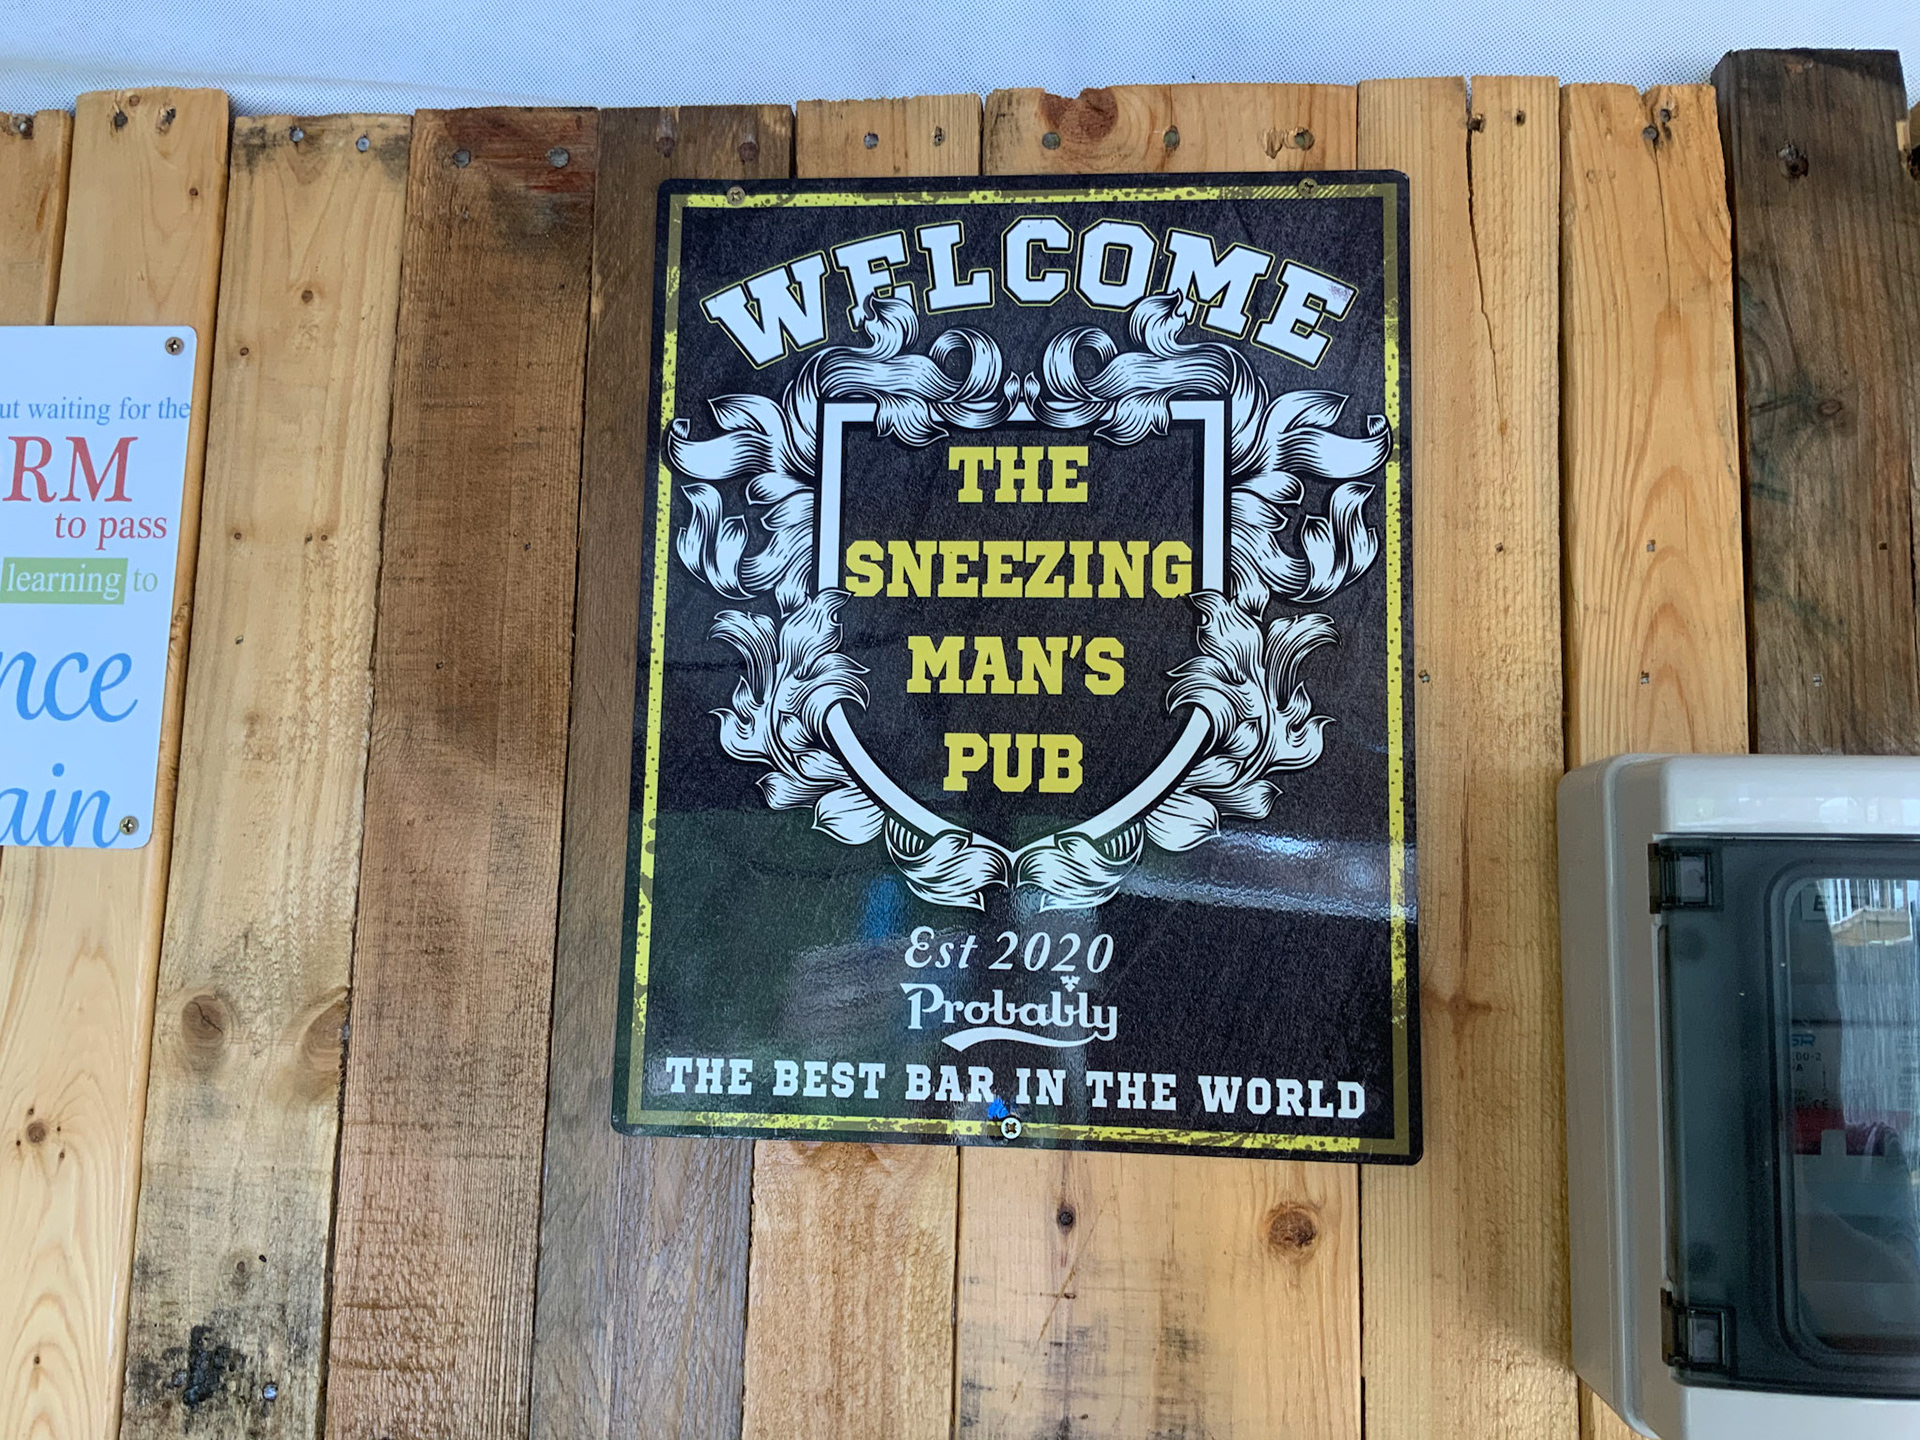 ut waiting for the
RM
to pass
learning to
nce
ain.
WELCOME
THE
SNEEZING
MAN'S
PUB
Est 2020
Probably
THE BEST BAR IN THE WORLD